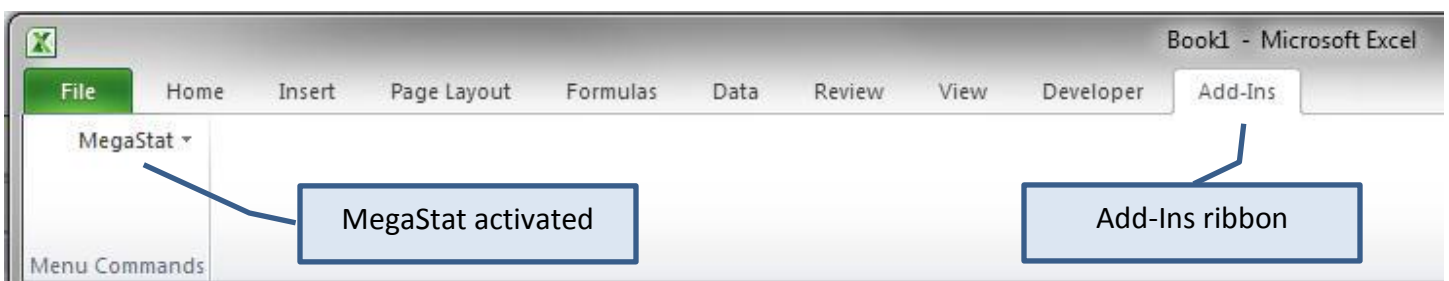 Book1 - Microsoft Excel
File Home Insert Page Layout Formulas Data Review View Developer Add-Ins
MegaStat
MegaStat activated
Add-Ins ribbon
Menu Commands